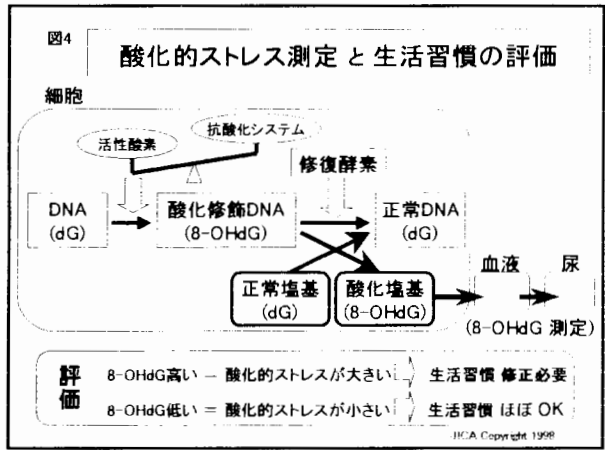 図4
酸化的ストレス測定 と 生活習慣の評価
細胞
活性酸素
抗酸化システム
修復酵素
DNA
(dG)
酸化修飾DNA
(8-OHdG)
正常DNA
(dG)
正常塩基
(dG)
酸化塩基
(8-OHdG)
血液
尿
(8-OHdG 測定)
評価
8-OHdG高い = 酸化的ストレスが大きい 生活習慣 修正必要
8-OHdG低い = 酸化的ストレスが小さい 生活習慣 ほぼ OK
JICA Copyright 1998